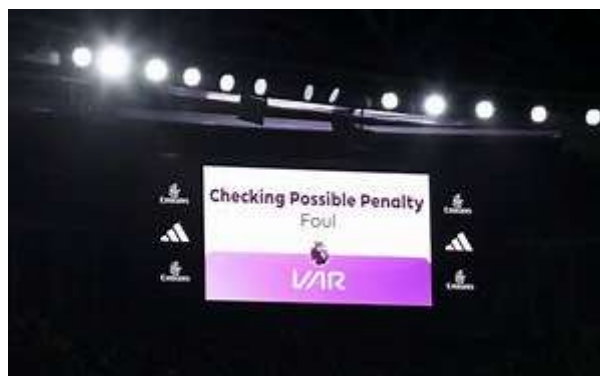 Checking Possible Penalty
Foul
VAR
Emirates
Emirates
Emirates
Emirates